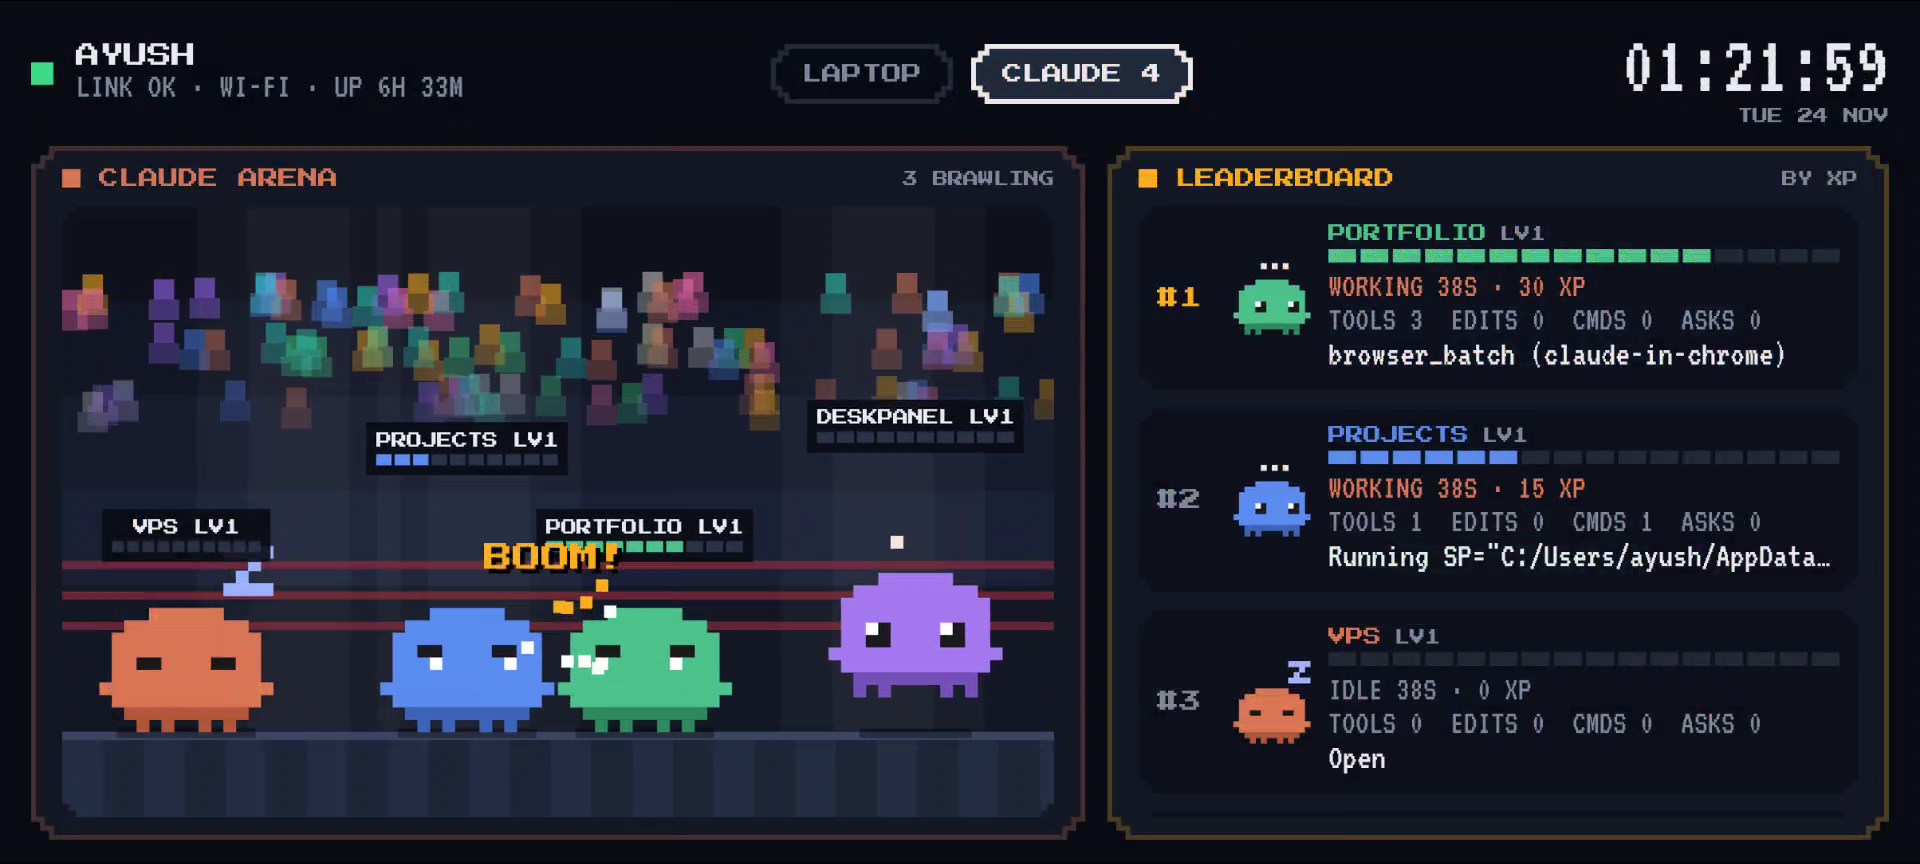 AYUSH
LINK OK · WI-FI · UP 6H 33M
LAPTOP
CLAUDE 4
01:21:59
TUE 24 NOV
CLAUDE ARENA
3 BRAWLING
PROJECTS LV1
DESKPANEL LV1
VPS LV1
PORTFOLIO LV1
BOOM!
LEADERBOARD
BY XP
#1
PORTFOLIO LV1
WORKING 38S · 30 XP
TOOLS 3 EDITS 0 CMDS 0 ASKS 0
browser_batch (claude-in-chrome)
#2
PROJECTS LV1
WORKING 38S · 15 XP
TOOLS 1 EDITS 0 CMDS 1 ASKS 0
Running SP="C:/Users/ayush/AppData…
#3
Z
VPS LV1
IDLE 38S · 0 XP
TOOLS 0 EDITS 0 CMDS 0 ASKS 0
Open